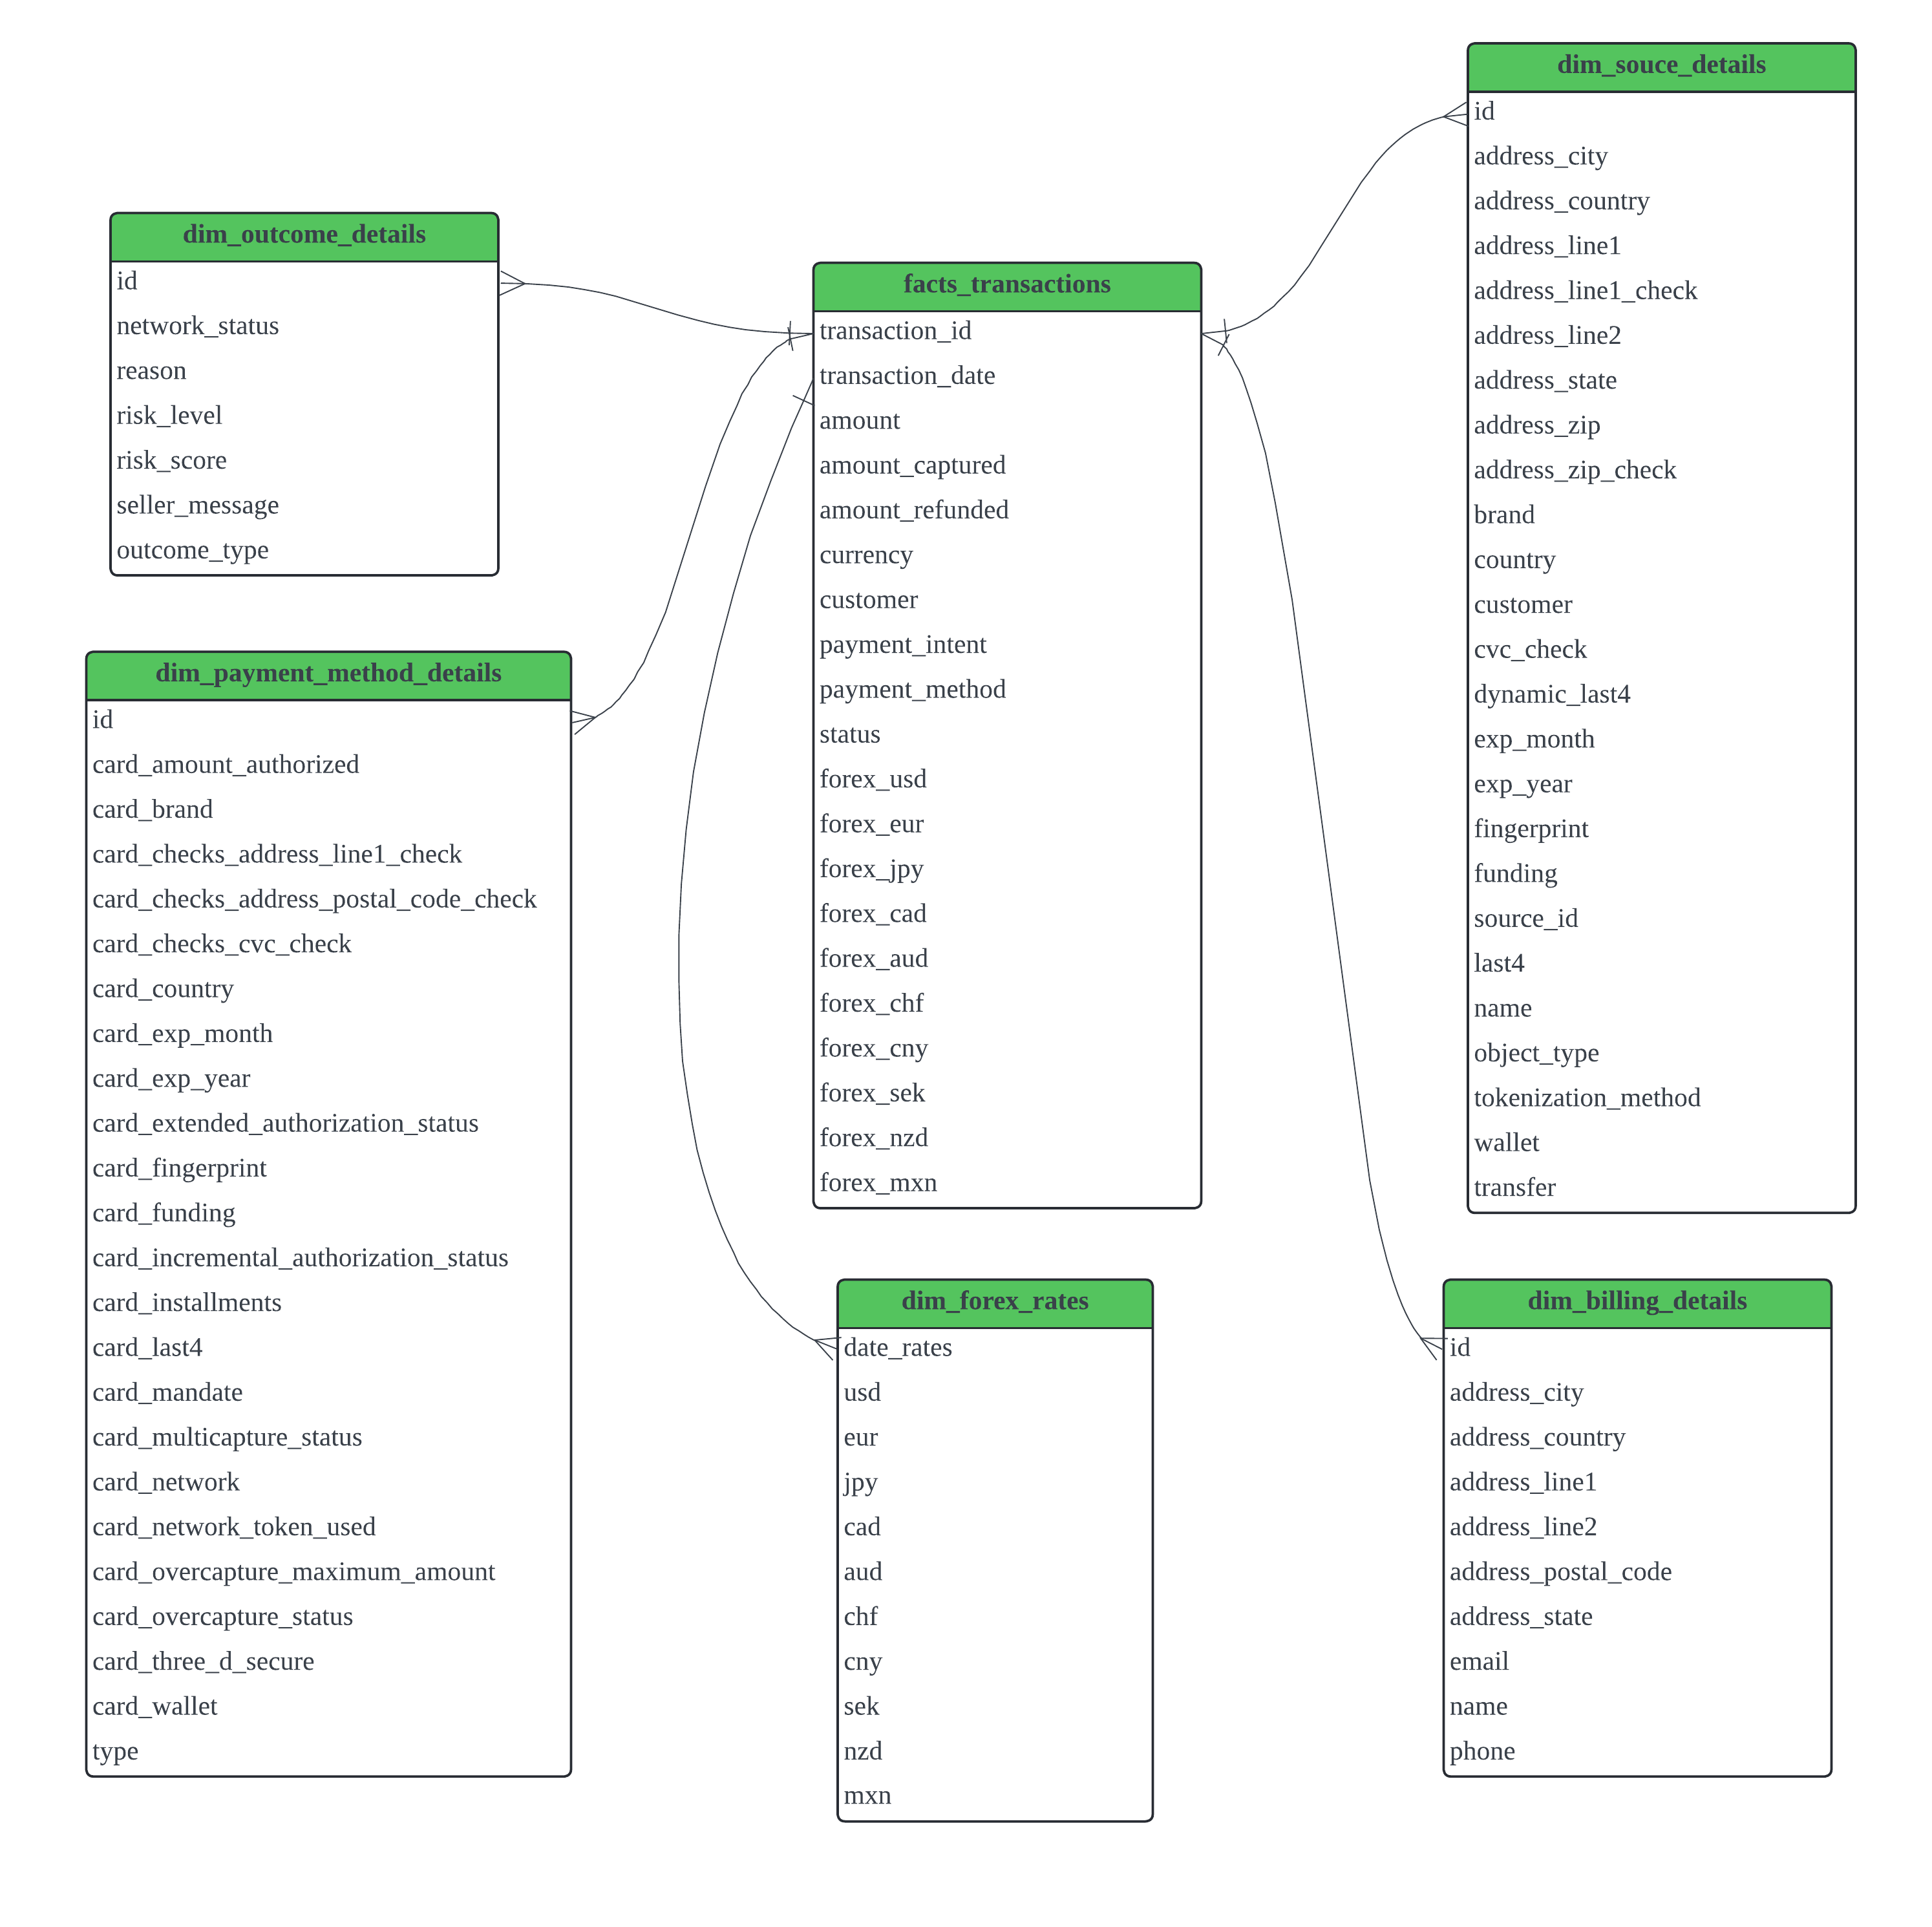 dim_souce_details
id
address_city
address_country
address_line1
address_line1_check
address_line2
address_state
address_zip
address_zip_check
brand
country
customer
cvc_check
dynamic_last4
exp_month
exp_year
fingerprint
funding
source_id
last4
name
object_type
tokenization_method
wallet
transfer
dim_outcome_details
id
network_status
reason
risk_level
risk_score
seller_message
outcome_type
facts_transactions
transaction_id
transaction_date
amount
amount_captured
amount_refunded
currency
customer
payment_intent
payment_method
status
forex_usd
forex_eur
forex_jpy
forex_cad
forex_aud
forex_chf
forex_cny
forex_sek
forex_nzd
forex_mxn
dim_payment_method_details
id
card_amount_authorized
card_brand
card_checks_address_line1_check
card_checks_address_postal_code_check
card_checks_cvc_check
card_country
card_exp_month
card_exp_year
card_extended_authorization_status
card_fingerprint
card_funding
card_incremental_authorization_status
card_installments
card_last4
card_mandate
card_multicapture_status
card_network
card_network_token_used
card_overcapture_maximum_amount
card_overcapture_status
card_three_d_secure
card_wallet
type
dim_forex_rates
date_rates
usd
eur
jpy
cad
aud
chf
cny
sek
nzd
mxn
dim_billing_details
id
address_city
address_country
address_line1
address_line2
address_postal_code
address_state
email
name
phone